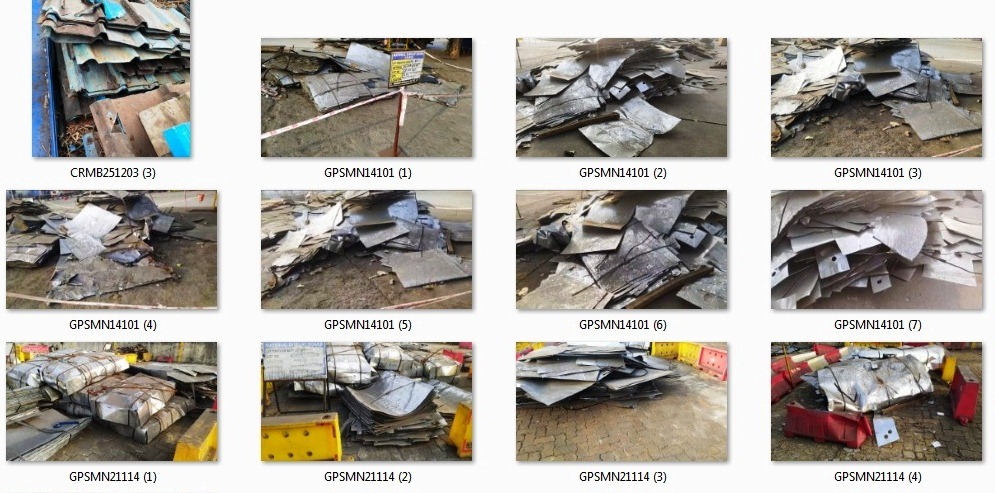 CRMB251203 (3)
GPSMN14101 (1)
GPSMN14101 (2)
GPSMN14101 (3)
GPSMN14101 (4)
GPSMN14101 (5)
GPSMN14101 (6)
GPSMN14101 (7)
GPSMN21114 (1)
GPSMN21114 (2)
GPSMN21114 (3)
GPSMN21114 (4)